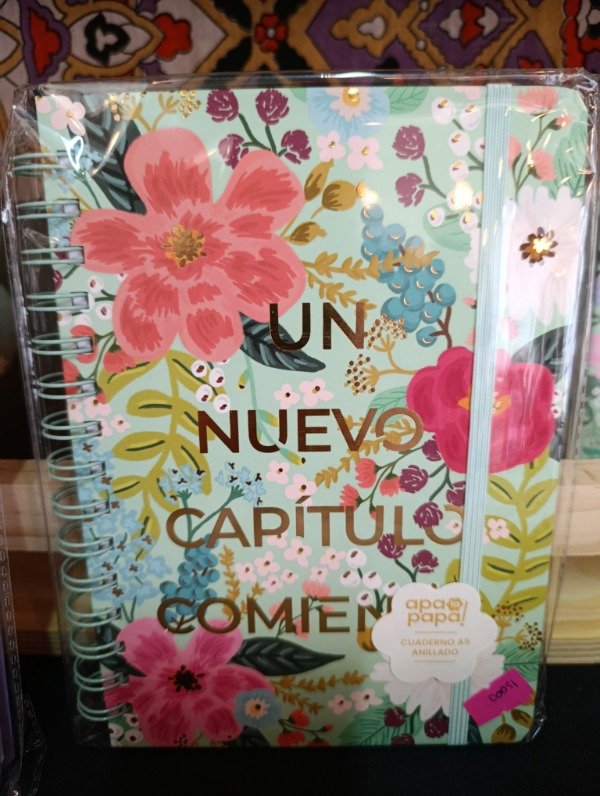 UN
NUEVO
CAPÍTULO
COMIEN
apa
papa!
CUADERNO A5
ANILLADO